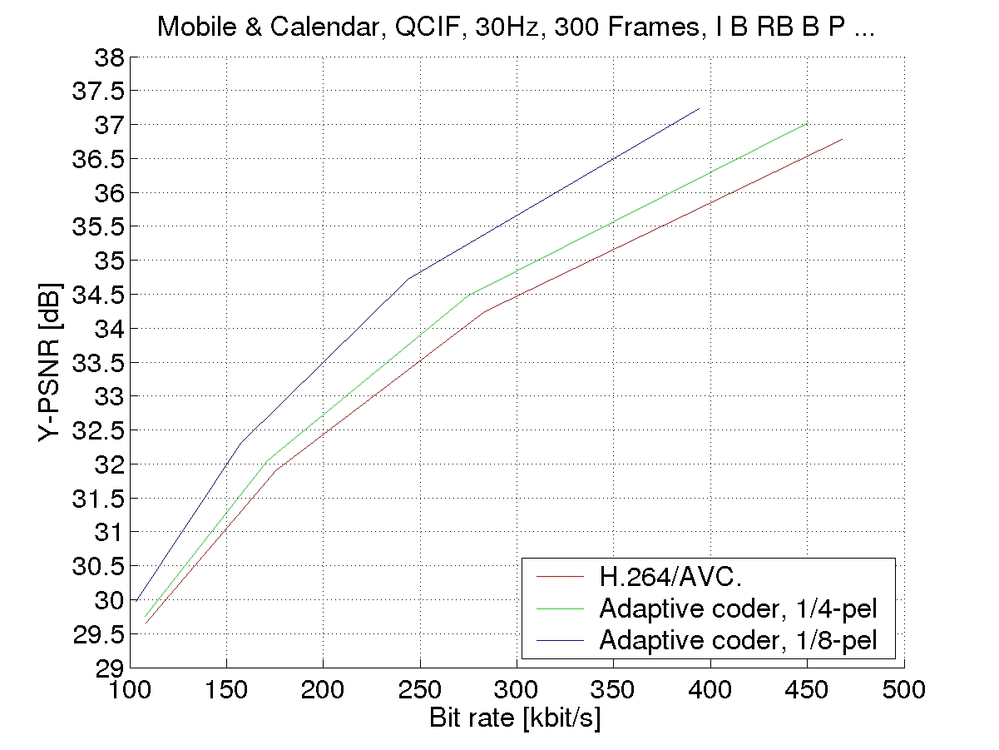 Mobile & Calendar, QCIF, 30Hz, 300 Frames, I B RB B P ...
38
37.5
37
36.5
36
35.5
35
34.5
34
33.5
33
32.5
32
31.5
31
30.5
30
29.5
29
Y-PSNR [dB]
H.264/AVC.
Adaptive coder, 1/4-pel
Adaptive coder, 1/8-pel
100 150 200 250 300 350 400 450 500
Bit rate [kbit/s]